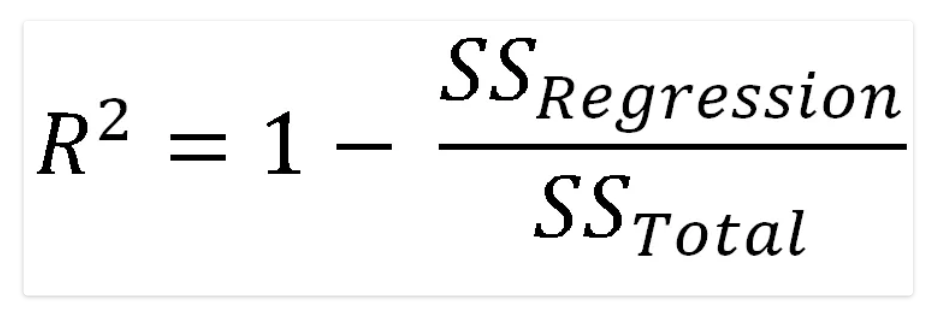 R² = 1 − SS_Regression / SS_Total